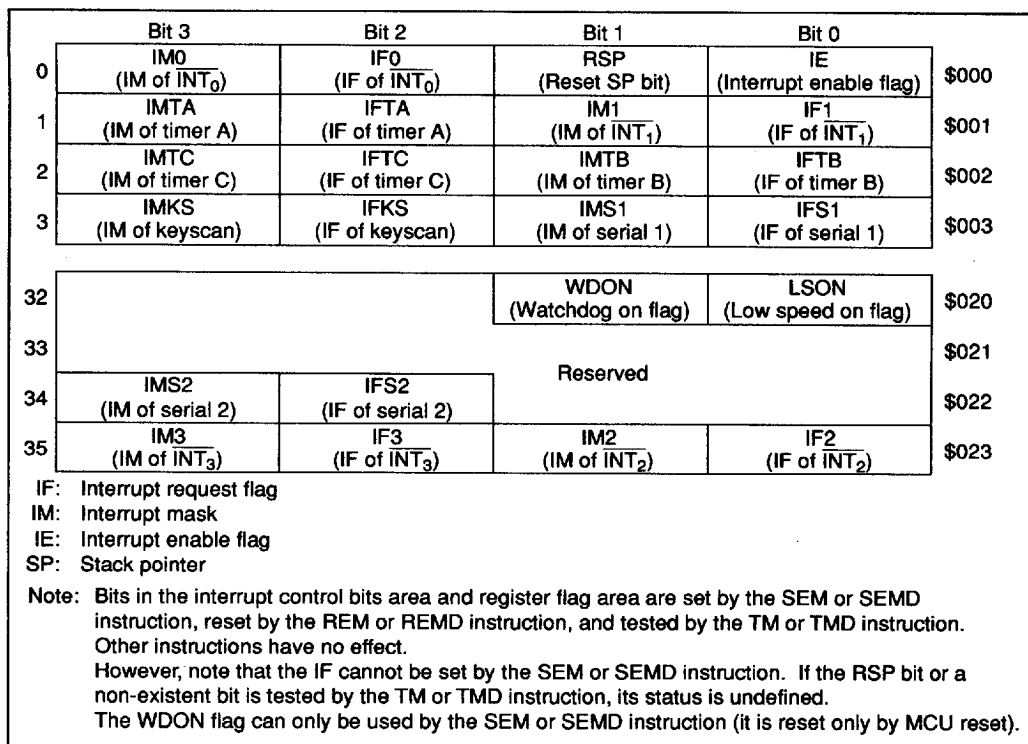 Bit 3 Bit 2 Bit 1 Bit 0
0 IM0 (IM of INT0) IF0 (IF of INT0) RSP (Reset SP bit) IE (Interrupt enable flag) $000
1 IMTA (IM of timer A) IFTA (IF of timer A) IM1 (IM of INT1) IF1 (IF of INT1) $001
2 IMTC (IM of timer C) IFTC (IF of timer C) IMTB (IM of timer B) IFTB (IF of timer B) $002
3 IMKS (IM of keyscan) IFKS (IF of keyscan) IMS1 (IM of serial 1) IFS1 (IF of serial 1) $003
32 WDON (Watchdog on flag) LSON (Low speed on flag) $020
33 $021
Reserved
34 IMS2 (IM of serial 2) IFS2 (IF of serial 2) $022
35 IM3 (IM of INT3) IF3 (IF of INT3) IM2 (IM of INT2) IF2 (IF of INT2) $023
IF: Interrupt request flag
IM: Interrupt mask
IE: Interrupt enable flag
SP: Stack pointer
Note: Bits in the interrupt control bits area and register flag area are set by the SEM or SEMD
instruction, reset by the REM or REMD instruction, and tested by the TM or TMD instruction.
Other instructions have no effect.
However, note that the IF cannot be set by the SEM or SEMD instruction. If the RSP bit or a
non-existent bit is tested by the TM or TMD instruction, its status is undefined.
The WDON flag can only be used by the SEM or SEMD instruction (it is reset only by MCU reset).